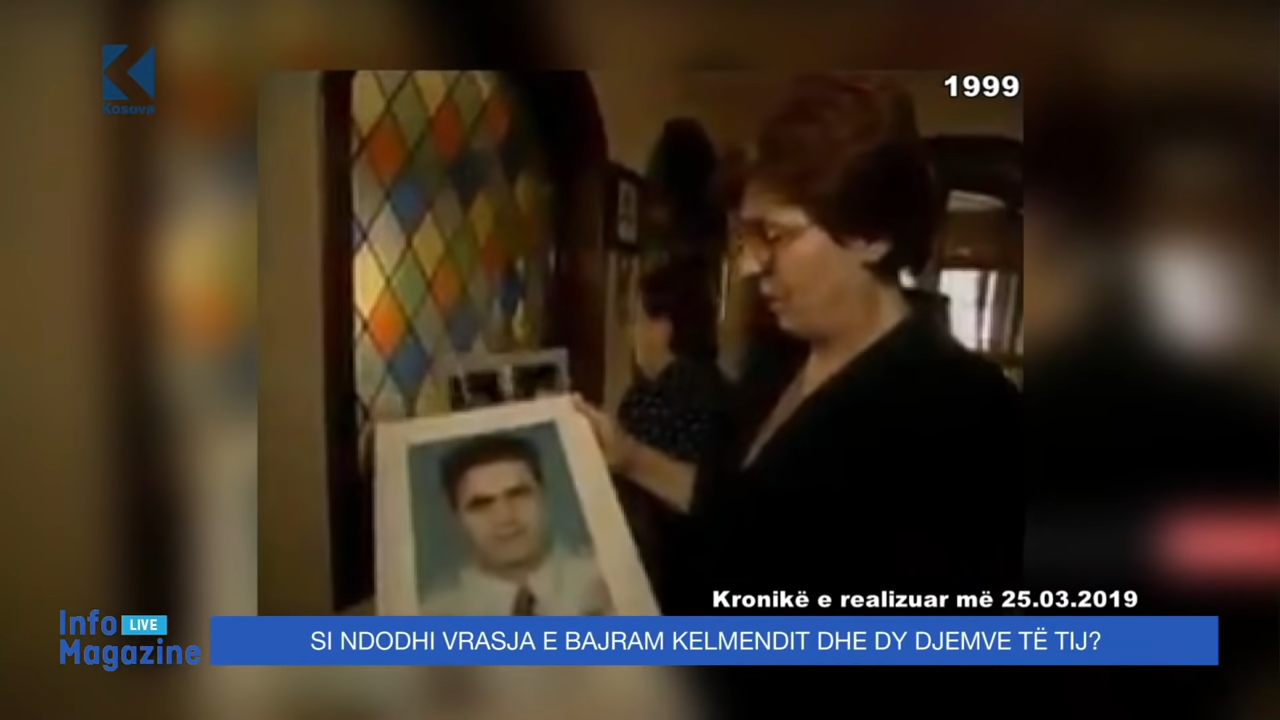 Kosova
1999
Kronikë e realizuar më 25.03.2019
Info LIVE
Magazine
SI NDODHI VRASJA E BAJRAM KELMENDIT DHE DY DJEMVE TË TIJ?